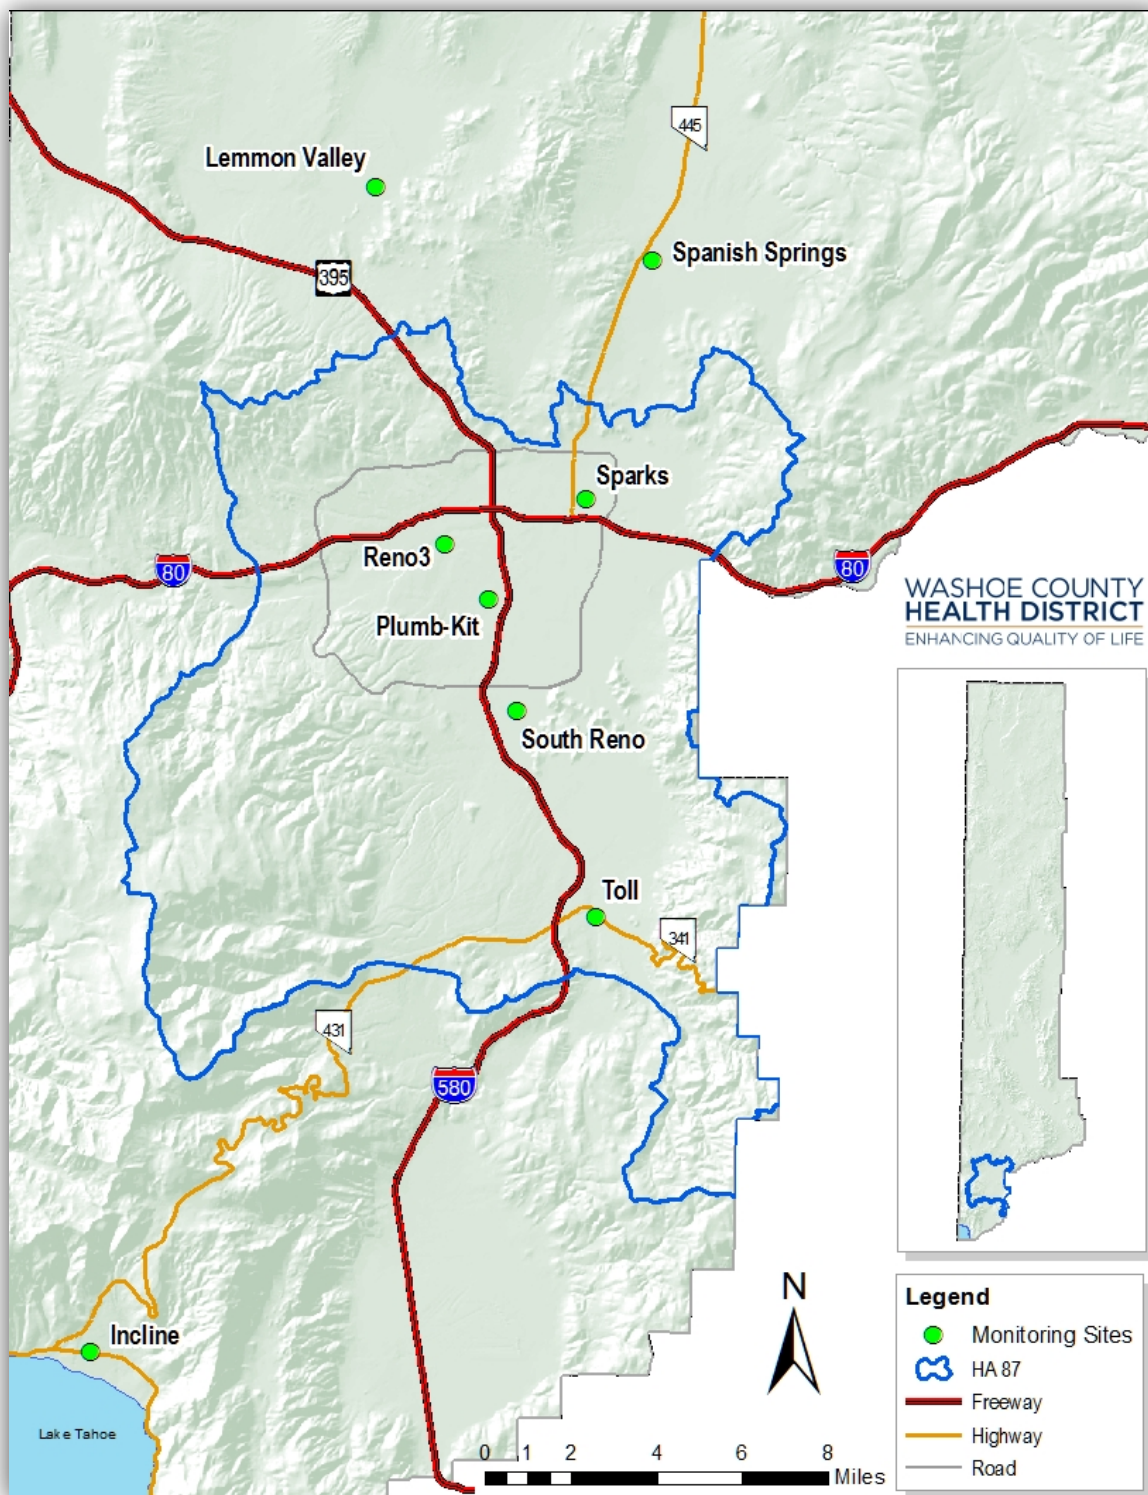 445
Lemmon Valley
Spanish Springs
395
Sparks
Reno3
80
80
Plumb-Kit
WASHOE COUNTY
HEALTH DISTRICT
ENHANCING QUALITY OF LIFE
South Reno
Toll
341
431
580
Incline
Lake Tahoe
N
Legend
Monitoring Sites
HA 87
Freeway
Highway
Road
0 1 2 4 6 8
Miles